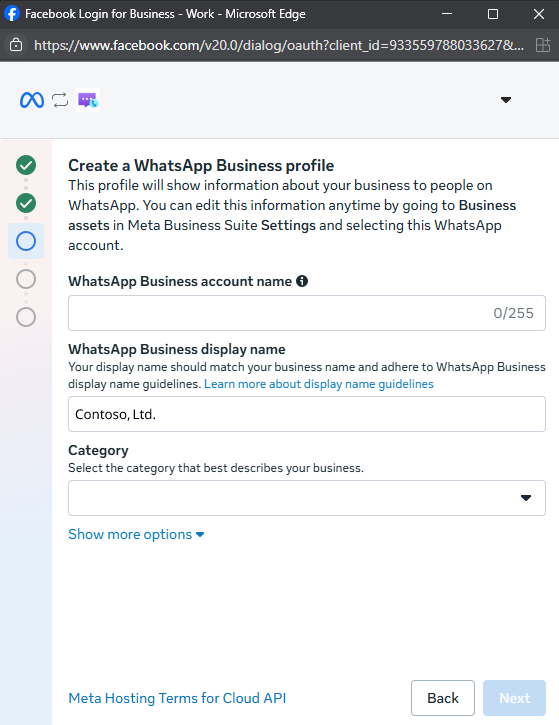 Facebook Login for Business - Work - Microsoft Edge
https://www.facebook.com/v20.0/dialog/oauth?client_id=933559788033627&...
Create a WhatsApp Business profile
This profile will show information about your business to people on
WhatsApp. You can edit this information anytime by going to Business
assets in Meta Business Suite Settings and selecting this WhatsApp
account.
WhatsApp Business account name
0/255
WhatsApp Business display name
Your display name should match your business name and adhere to WhatsApp Business
display name guidelines. Learn more about display name guidelines
Contoso, Ltd.
Category
Select the category that best describes your business.
Show more options
Meta Hosting Terms for Cloud API
Back
Next